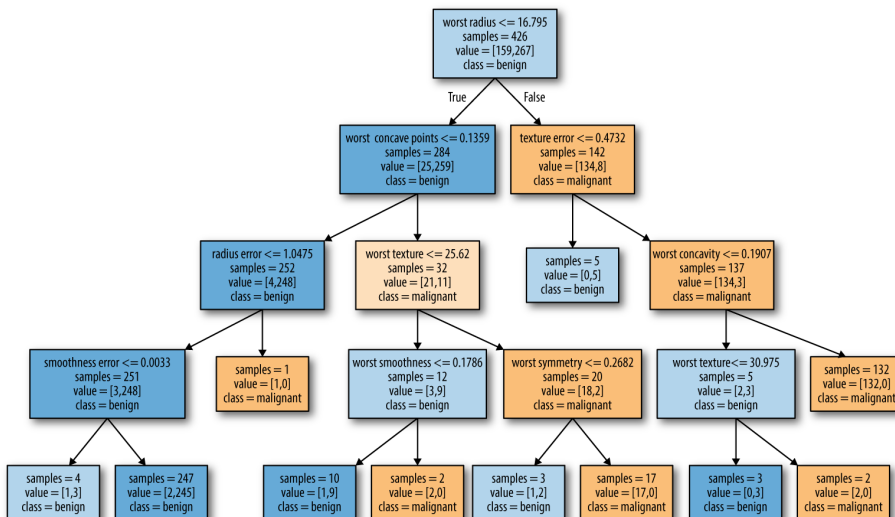 worst radius <= 16.795
samples = 426
value = [159,267]
class = benign
True
False
worst concave points <= 0.1359
samples = 284
value = [25,259]
class = benign
texture error <= 0.4732
samples = 142
value = [134,8]
class = malignant
radius error <= 1.0475
samples = 252
value = [4,248]
class = benign
worst texture <= 25.62
samples = 32
value = [21,11]
class = malignant
samples = 5
value = [0,5]
class = benign
worst concavity <= 0.1907
samples = 137
value = [134,3]
class = malignant
smoothness error <= 0.0033
samples = 251
value = [3,248]
class = benign
samples = 1
value = [1,0]
class = malignant
worst smoothness <= 0.1786
samples = 12
value = [3,9]
class = benign
worst symmetry <= 0.2682
samples = 20
value = [18,2]
class = malignant
worst texture<= 30.975
samples = 5
value = [2,3]
class = benign
samples = 132
value = [132,0]
class = malignant
samples = 4
value = [1,3]
class = benign
samples = 247
value = [2,245]
class = benign
samples = 10
value = [1,9]
class = benign
samples = 2
value = [2,0]
class = malignant
samples = 3
value = [1,2]
class = benign
samples = 17
value = [17,0]
class = malignant
samples = 3
value = [0,3]
class = benign
samples = 2
value = [2,0]
class = malignant